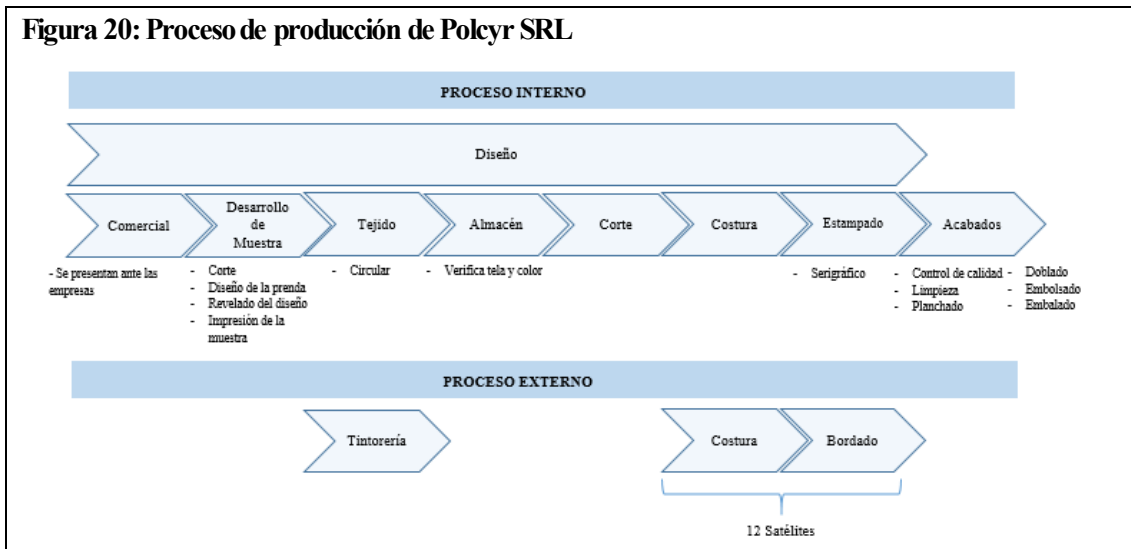 Figura 20: Proceso de producción de Polcyr SRL
PROCESO INTERNO
Diseño
Comercial
Desarrollo
de
Muestra
Tejido
Almacén
Corte
Costura
Estampado
Acabados
- Se presentan ante las
empresas
- Corte
- Diseño de la prenda
- Revelado del diseño
- Impresión de la
muestra
- Circular
- Verifica tela y color
- Serigráfico
- Control de calidad
- Limpieza
- Planchado
- Doblado
- Embolsado
- Embalado
PROCESO EXTERNO
Tintorería
Costura
Bordado
12 Satélites